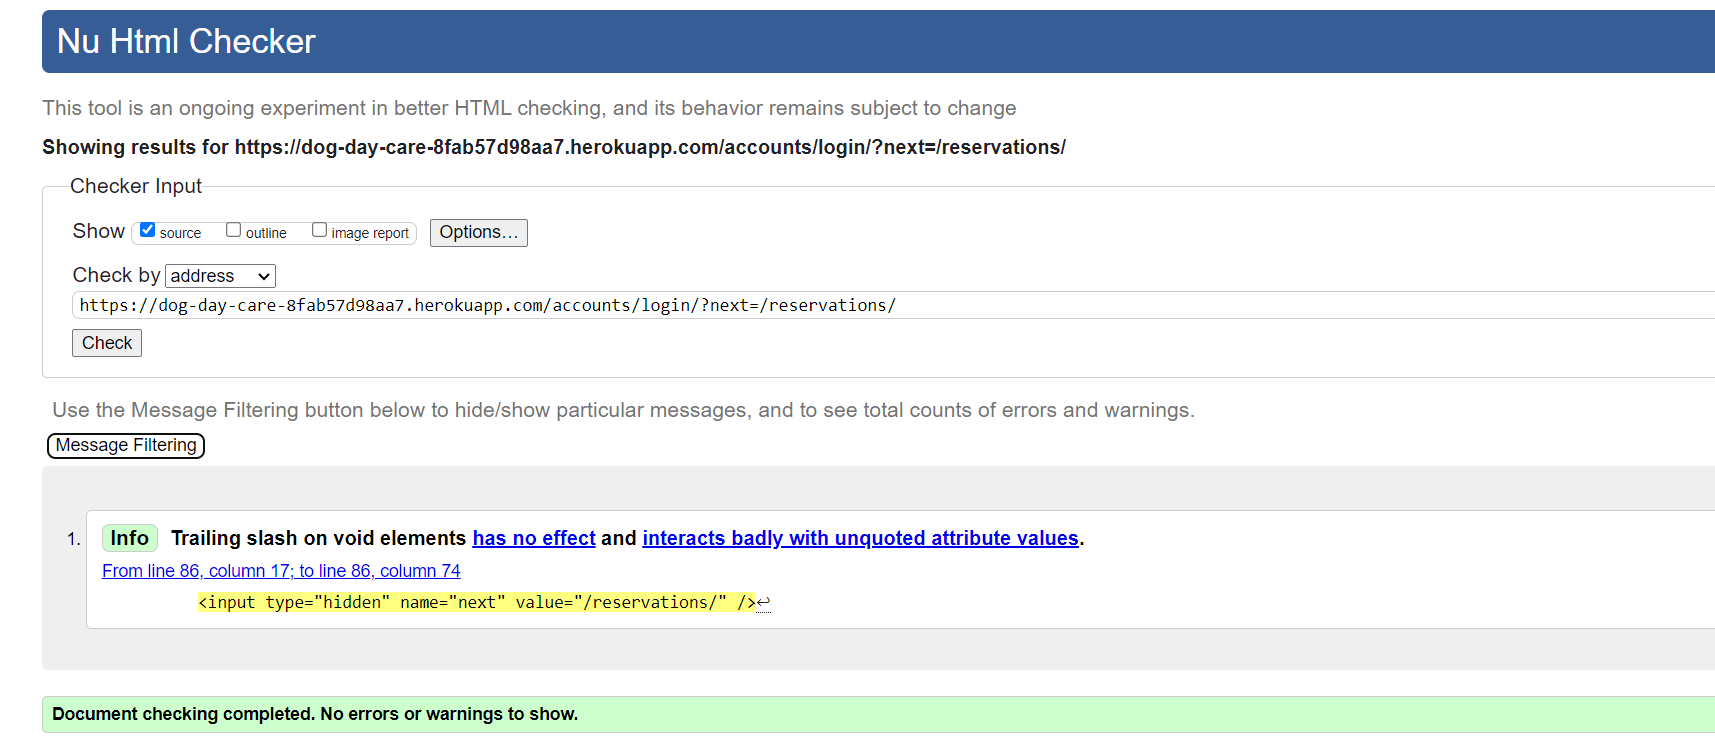 Nu Html Checker
This tool is an ongoing experiment in better HTML checking, and its behavior remains subject to change
Showing results for https://dog-day-care-8fab57d98aa7.herokuapp.com/accounts/login/?next=/reservations/
Checker Input
Show source outline image report Options...
Check by address
https://dog-day-care-8fab57d98aa7.herokuapp.com/accounts/login/?next=/reservations/
Check
Use the Message Filtering button below to hide/show particular messages, and to see total counts of errors and warnings.
Message Filtering
1. Info Trailing slash on void elements has no effect and interacts badly with unquoted attribute values.
From line 86, column 17; to line 86, column 74
<input type="hidden" name="next" value="/reservations/" />↩
Document checking completed. No errors or warnings to show.